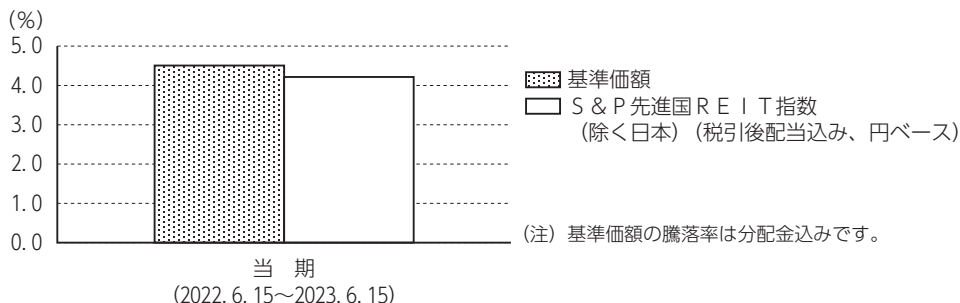 (%)
5.0
4.0
3.0
2.0
1.0
0.0
基準価額
S&P先進国REIT指数
(除く日本)(税引後配当込み、円ベース)
(注)基準価額の騰落率は分配金込みです。
当 期
(2022.6.15~2023.6.15)